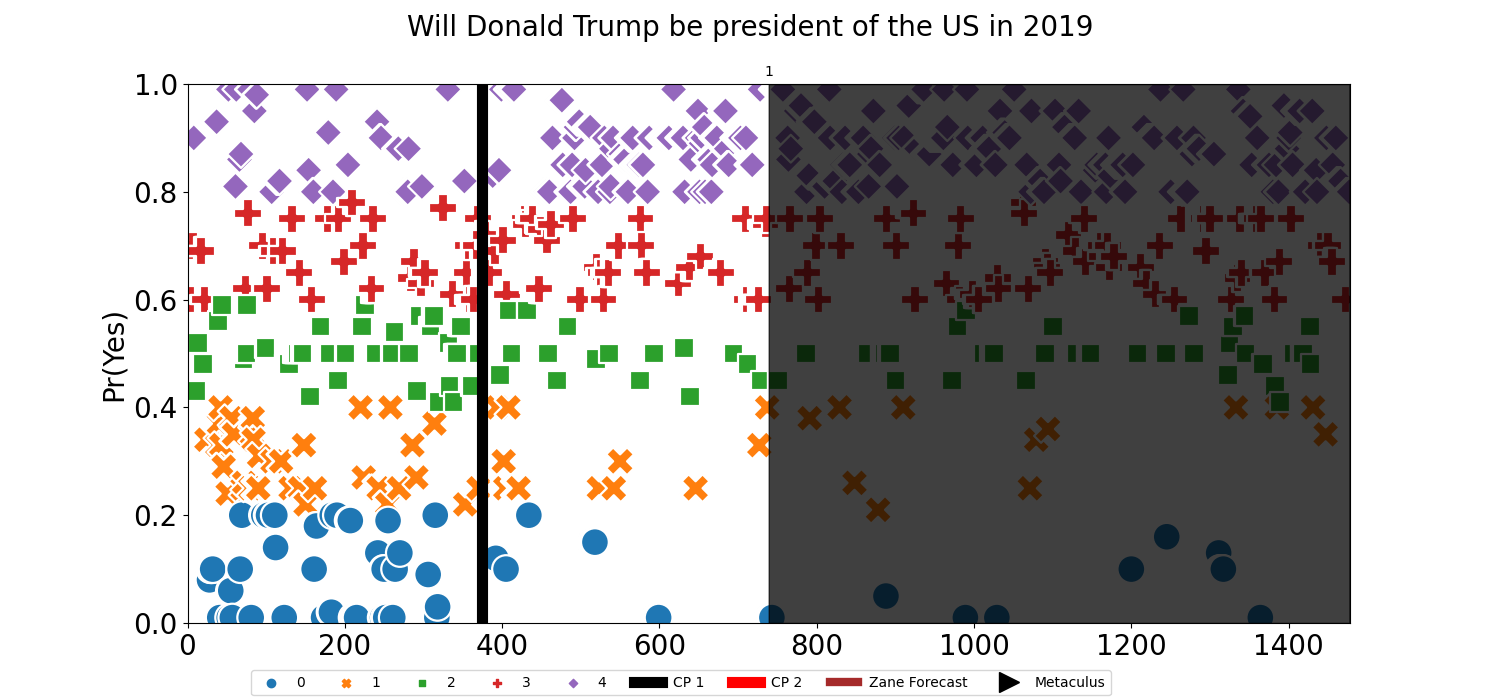 Will Donald Trump be president of the US in 2019
1
1.0
0.8
0.6
0.4
0.2
0.0
Pr(Yes)
0 200 400 600 800 1000 1200 1400
0 1 2 3 4 CP 1 CP 2 Zane Forecast Metaculus